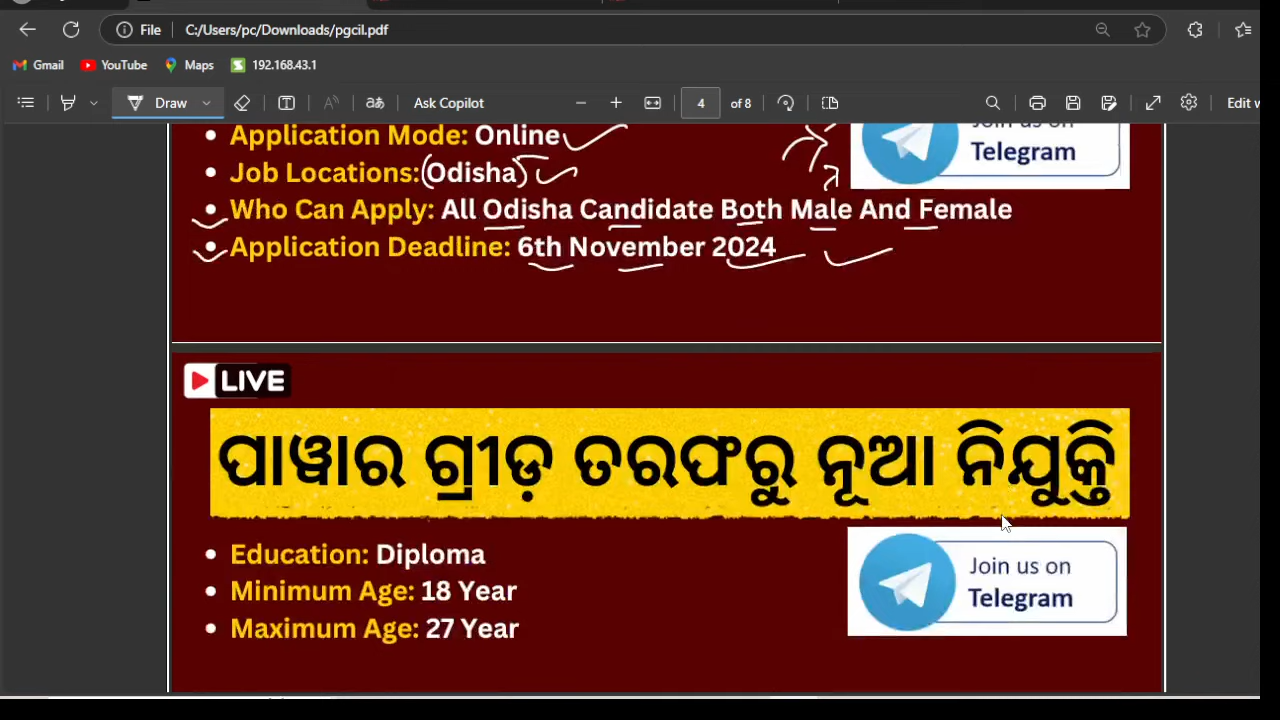 File C:/Users/pc/Downloads/pgcil.pdf
Gmail YouTube Maps 192.168.43.1
Draw Ask Copilot 4 of 8 Edit
Application Mode: Online
Job Locations:(Odisha)
Who Can Apply: All Odisha Candidate Both Male And Female
Application Deadline: 6th November 2024
Join us on
Telegram
LIVE
ପାୱାର ଗ୍ରୀଡ଼ ତରଫରୁ ନୂଆ ନିଯୁକ୍ତି
Education: Diploma
Minimum Age: 18 Year
Maximum Age: 27 Year
Join us on
Telegram